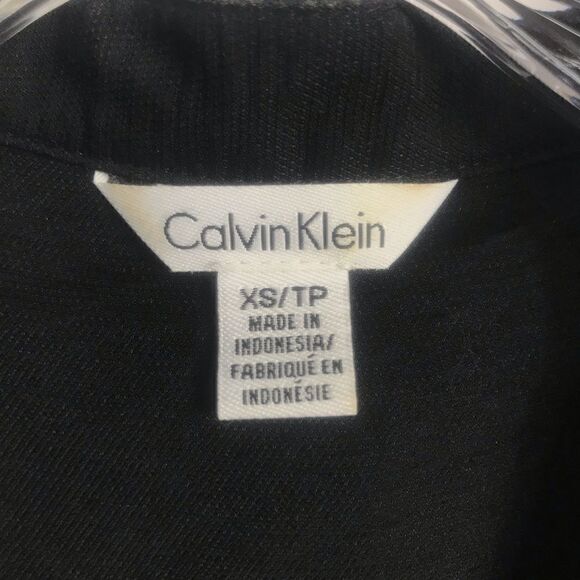 Calvin Klein
XS/TP
MADE IN
INDONESIA/
FABRIQUÉ EN
INDONÉSIE